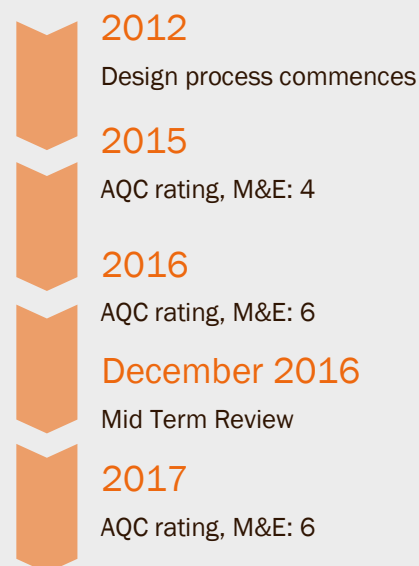 2012
Design process commences
2015
AQC rating, M&E: 4
2016
AQC rating, M&E: 6
December 2016
Mid Term Review
2017
AQC rating, M&E: 6